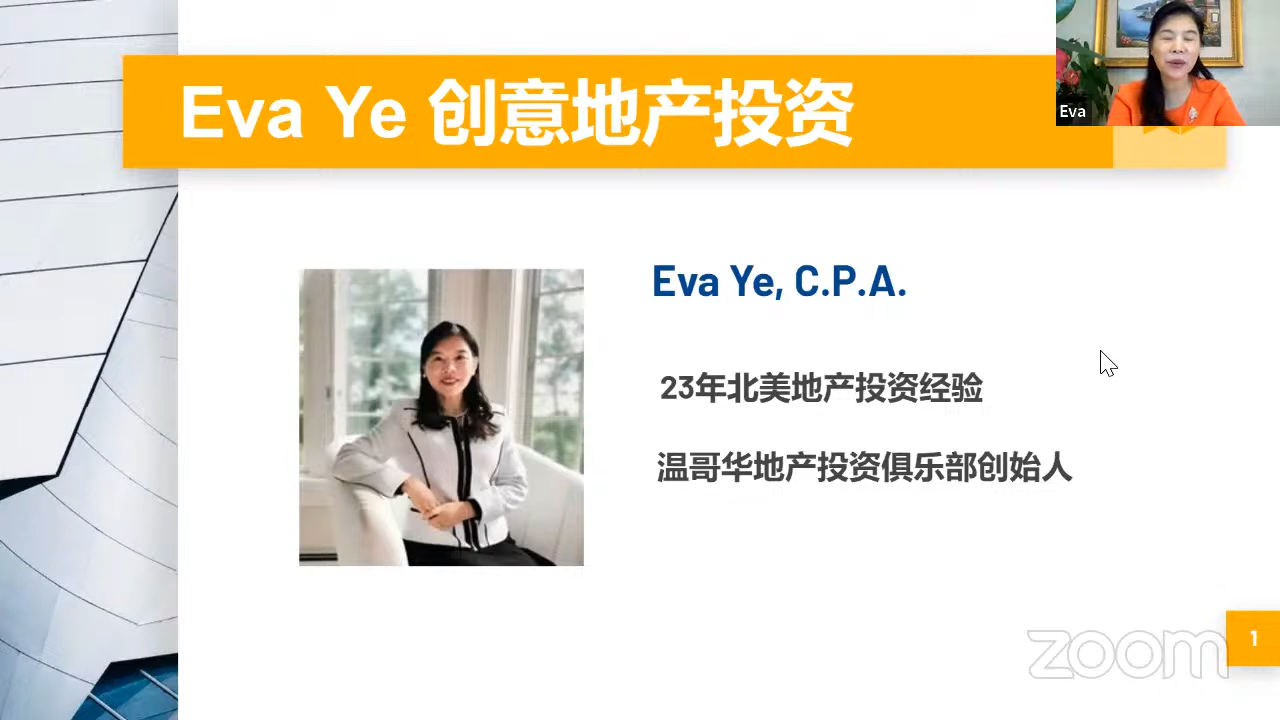 Eva Ye 创意地产投资
Eva
Eva Ye, C.P.A.
23年北美地产投资经验
温哥华地产投资俱乐部创始人
zoom
1